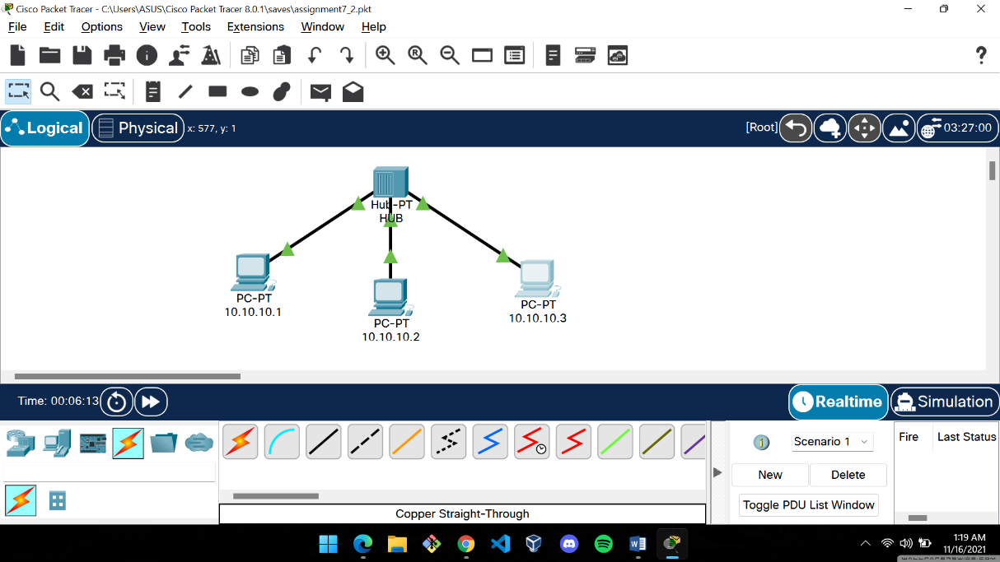 Cisco Packet Tracer - C:\Users\ASUS\Cisco Packet Tracer 8.0.1\saves\assignment7_2.pkt
File Edit Options View Tools Extensions Window Help
Logical Physical x: 577, y: 1 [Root] 03:27:00
Hub-PT
HUB
PC-PT
10.10.10.1
PC-PT
10.10.10.2
PC-PT
10.10.10.3
Time: 00:06:13 Realtime Simulation
Scenario 1
New Delete
Toggle PDU List Window
Fire Last Status
Copper Straight-Through
1:19 AM
11/16/2021